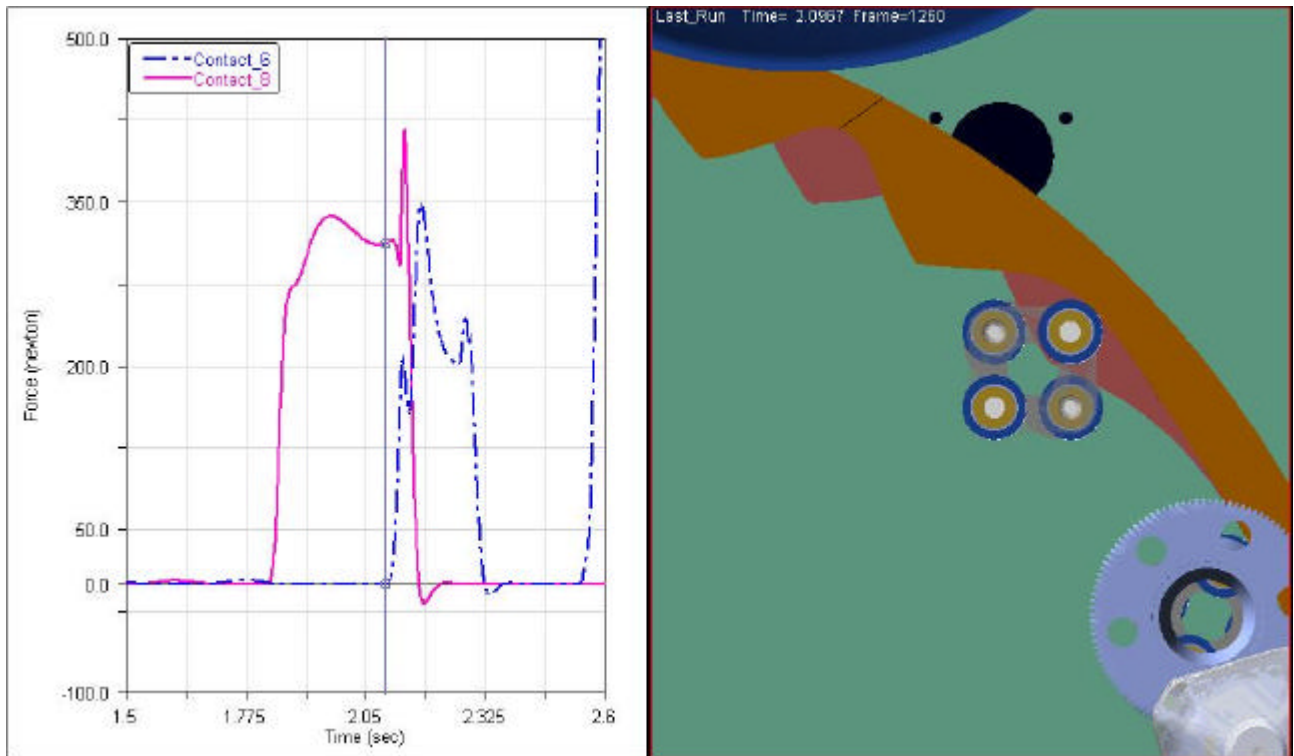 500.0
Contact_6
Contact_8
350.0
200.0
50.0
0.0
-100.0
Force (newton)
1.5
1.775
2.05
2.325
2.6
Time (sec)
Last_Run Time= 2.0967 Frame=1260